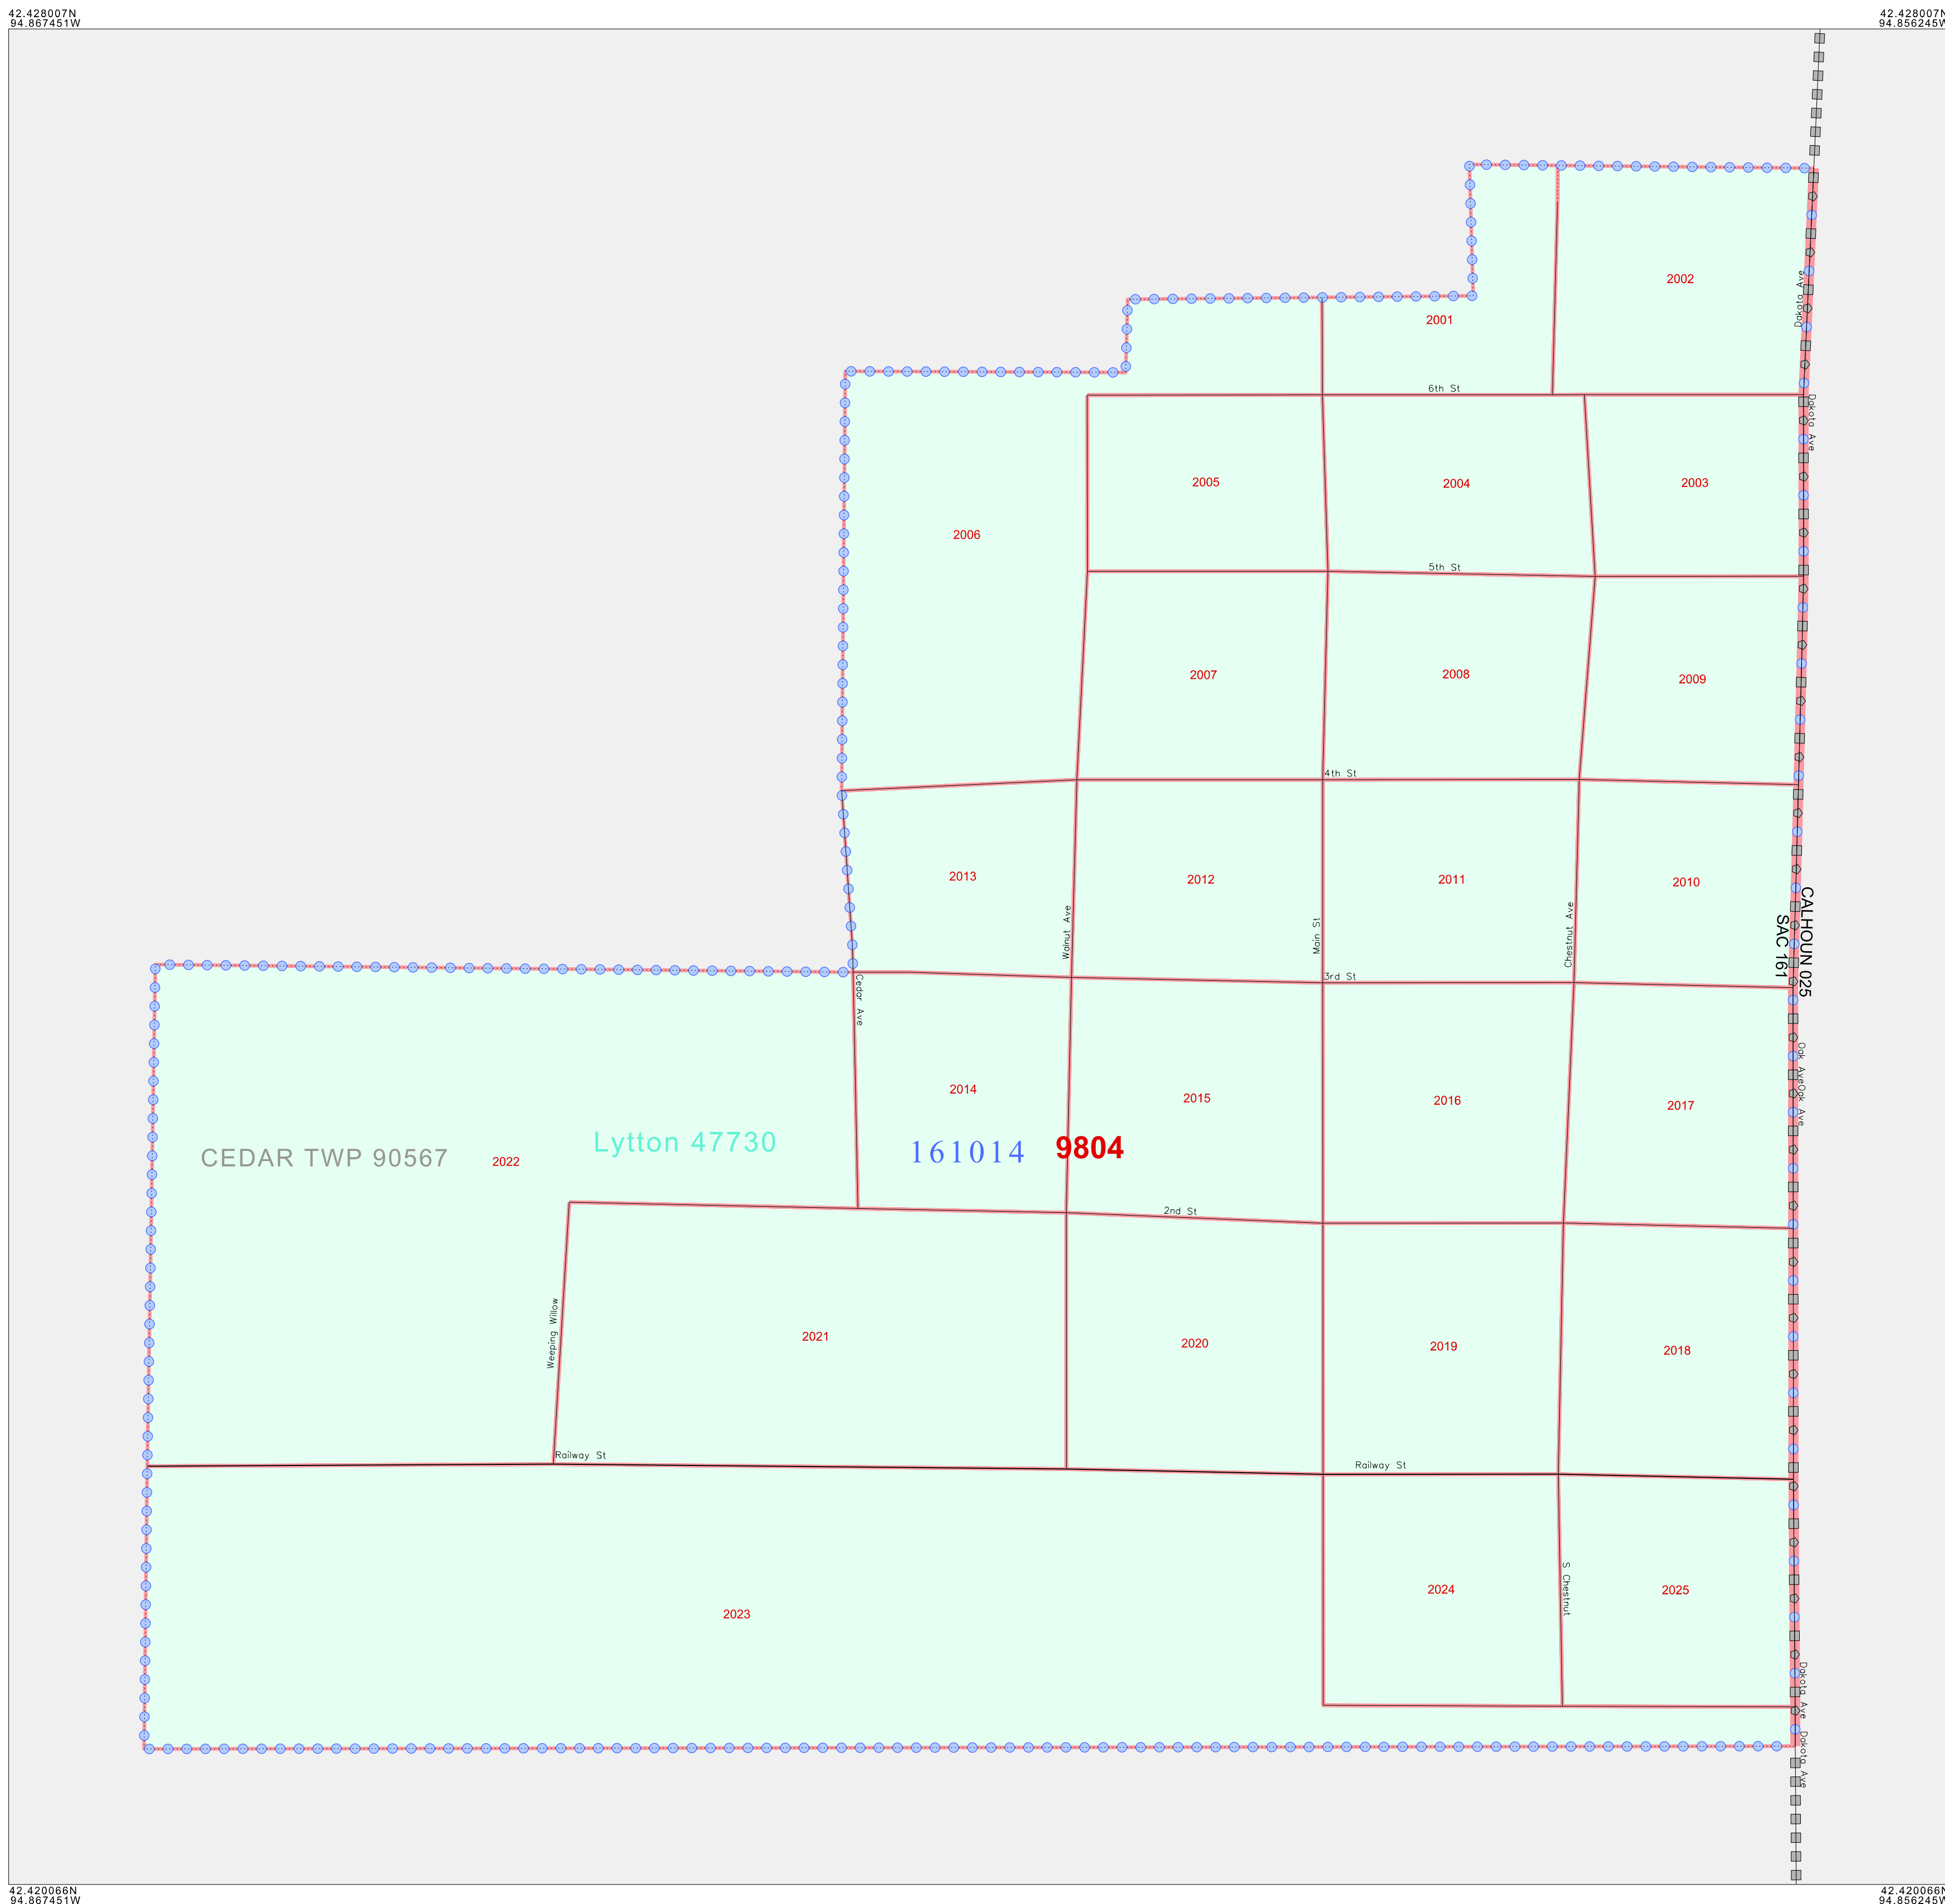 42.428007N
94.867451W
42.428007N
94.856245W
2002
Dakota Ave
2001
6th St
Dakota Ave
2005
2004
2003
2006
5th St
2007
2008
2009
4th St
2013
2012
2011
2010
Walnut Ave
Main St
Chestnut Ave
CALHOUN 025
SAC 161
3rd St
Cedar Ave
Oak Ave
Oak Ave
2014
2015
2016
2017
CEDAR TWP 90567
2022
Lytton 47730
161014
9804
2nd St
Weeping Willow
2021
2020
2019
2018
Railway St
Railway St
2023
2024
S Chestnut
2025
Dakota Ave
Dakota Ave
42.420066N
94.867451W
42.420066N
94.856245W